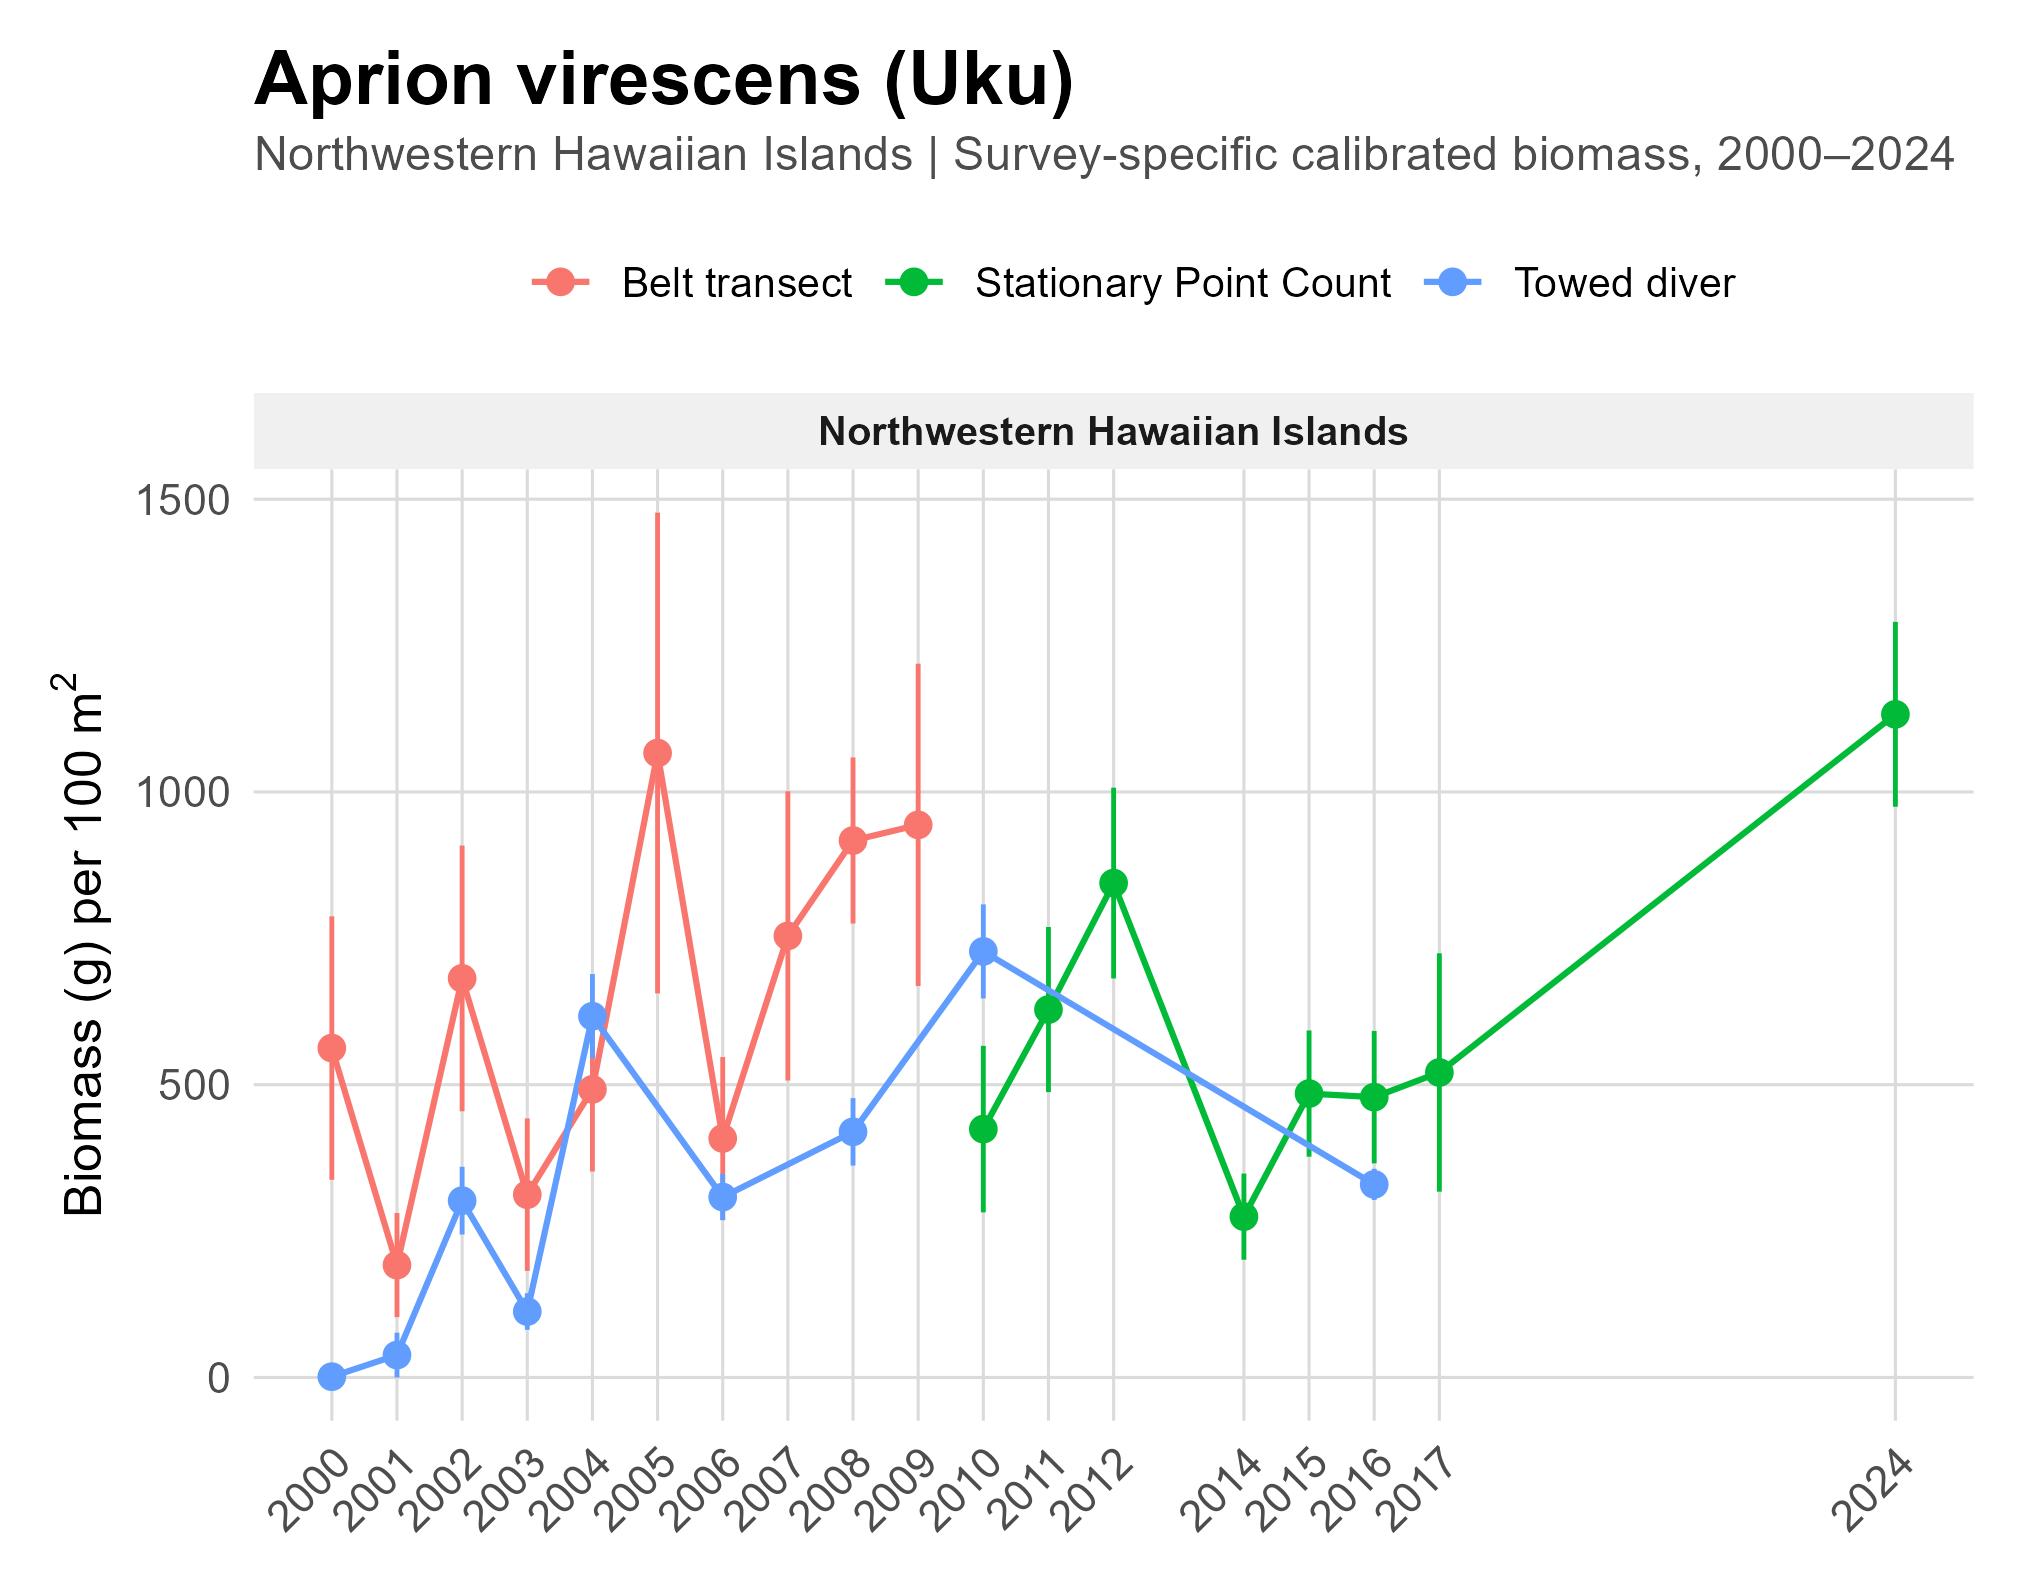 Aprion virescens (Uku)
Northwestern Hawaiian Islands | Survey-specific calibrated biomass, 2000–2024
Belt transect Stationary Point Count Towed diver
Northwestern Hawaiian Islands
1500
1000
500
0
Biomass (g) per 100 m²
2000 2001 2002 2003 2004 2005 2006 2007 2008 2009 2010 2011 2012 2014 2015 2016 2017 2024